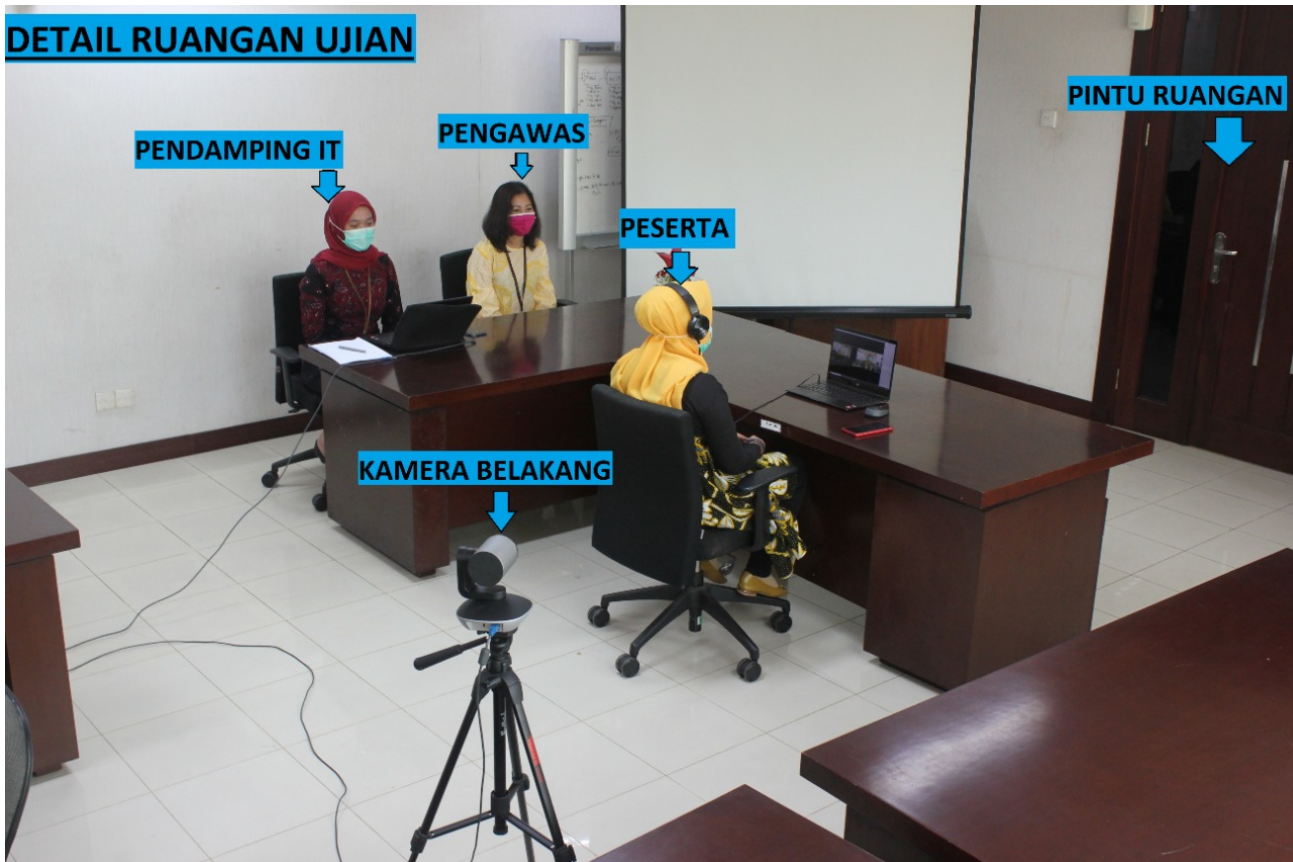 DETAIL RUANGAN UJIAN
PINTU RUANGAN
PENGAWAS
PENDAMPING IT
PESERTA
KAMERA BELAKANG